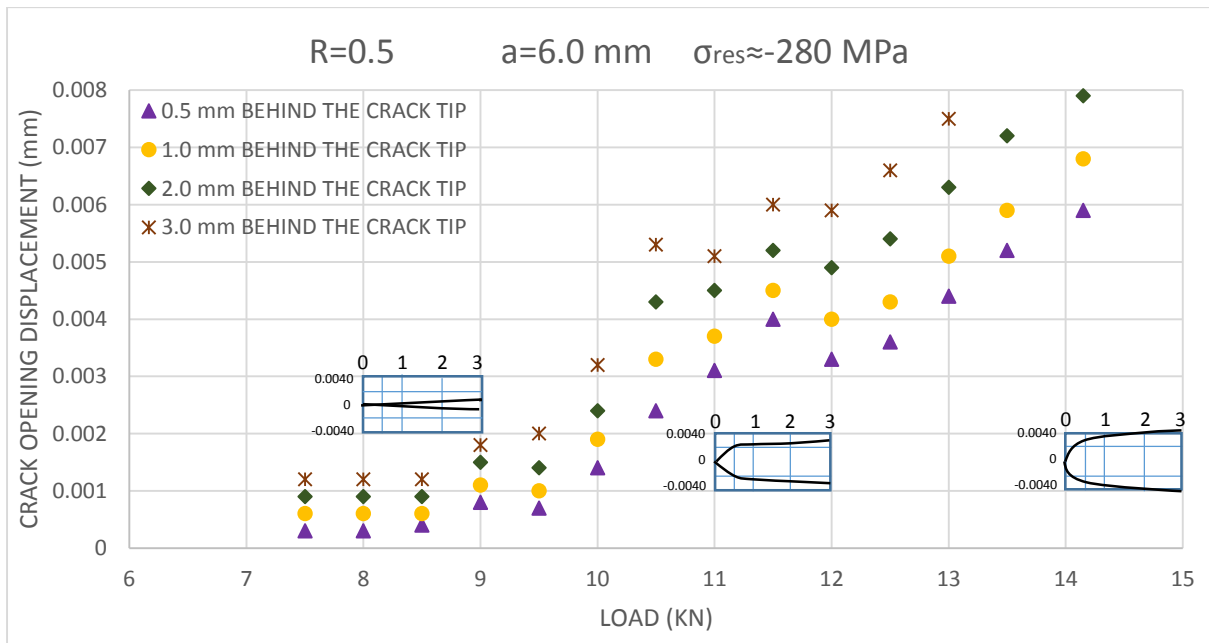 R=0.5 a=6.0 mm σres≈-280 MPa
CRACK OPENING DISPLACEMENT (mm)
0.008
0.007
0.006
0.005
0.004
0.003
0.002
0.001
0
0.5 mm BEHIND THE CRACK TIP
1.0 mm BEHIND THE CRACK TIP
2.0 mm BEHIND THE CRACK TIP
3.0 mm BEHIND THE CRACK TIP
0 1 2 3
0.0040
0
-0.0040
0 1 2 3
0.0040
0
-0.0040
0 1 2 3
0.0040
0
-0.0040
6 7 8 9 10 11 12 13 14 15
LOAD (KN)